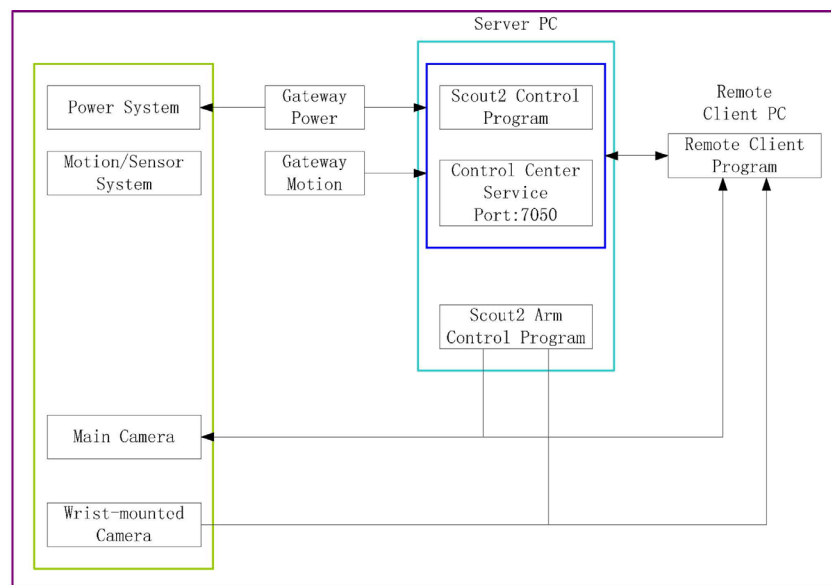 Server PC
Power System
Gateway
Power
Scout2 Control
Program
Remote
Client PC
Remote Client
Program
Motion/Sensor
System
Gateway
Motion
Control Center
Service
Port:7050
Scout2 Arm
Control Program
Main Camera
Wrist-mounted
Camera